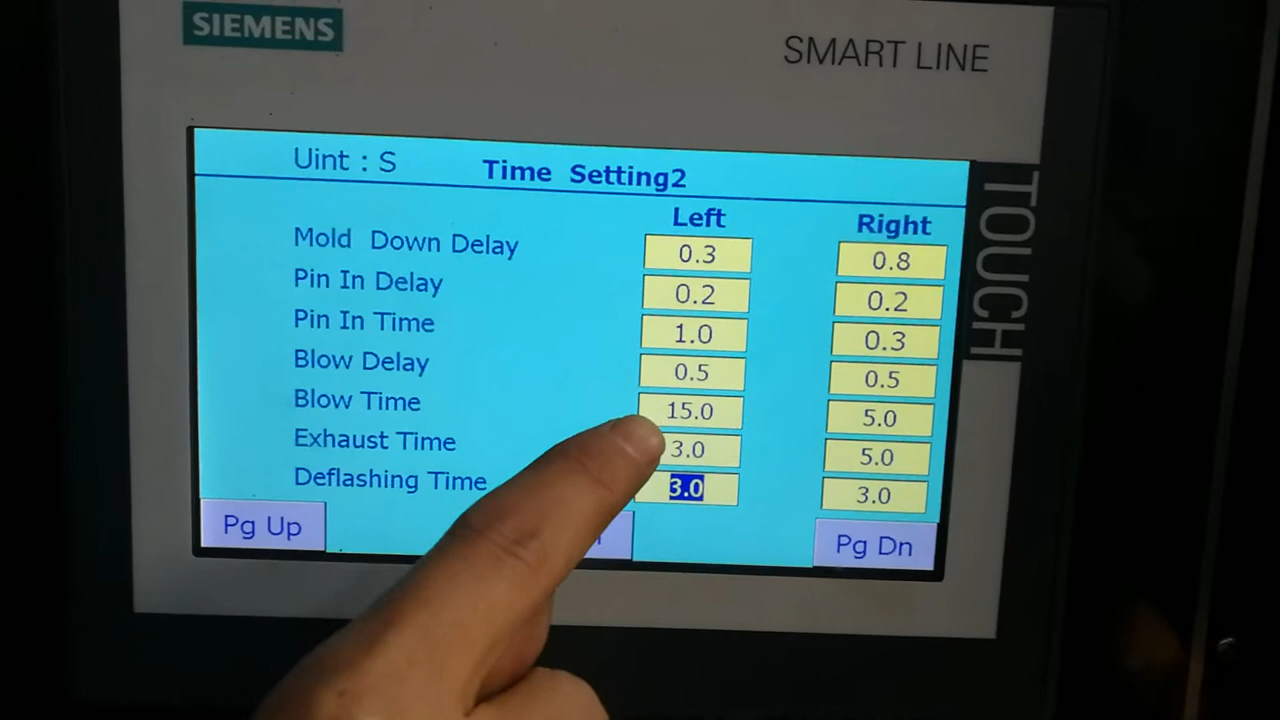 SIEMENS
SMART LINE
TOUCH
Uint : S Time Setting2
Left Right
Mold Down Delay 0.3 0.8
Pin In Delay 0.2 0.2
Pin In Time 1.0 0.3
Blow Delay 0.5 0.5
Blow Time 15.0 5.0
Exhaust Time 3.0 5.0
Deflashing Time 3.0 3.0
Pg Up Pg Dn